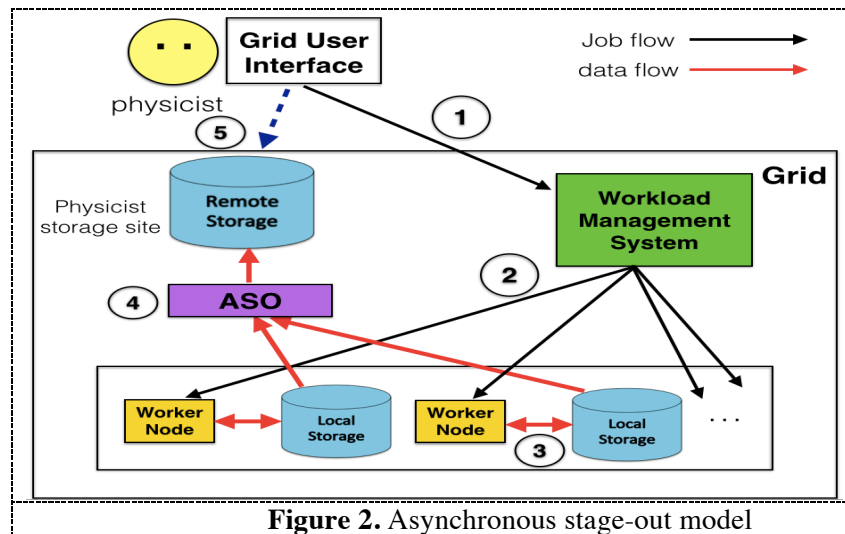 Grid User
Interface
physicist
Job flow
data flow
1
5
Grid
Remote
Storage
Physicist
storage site
Workload
Management
System
2
4
ASO
Worker
Node
Local
Storage
Worker
Node
Local
Storage
...
3
Figure 2. Asynchronous stage-out model